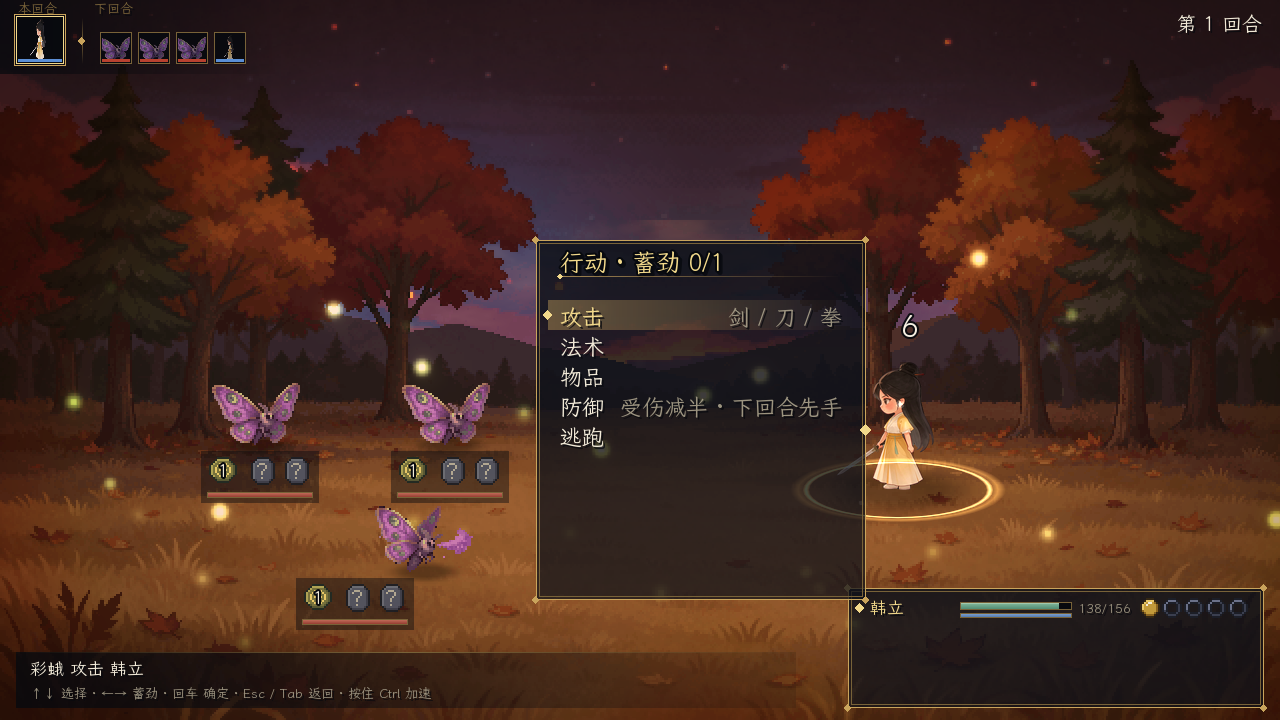 本回合 下回合
第 1 回合
行动·蓄劲 0/1
攻击 剑 / 刀 / 拳
法术
物品
防御 受伤减半·下回合先手
逃跑
6
1 ? ?
1 ? ?
1 ? ?
韩立 138/156
彩蛾 攻击 韩立
↑↓ 选择·←→ 蓄劲·回车 确定·Esc / Tab 返回·按住 Ctrl 加速